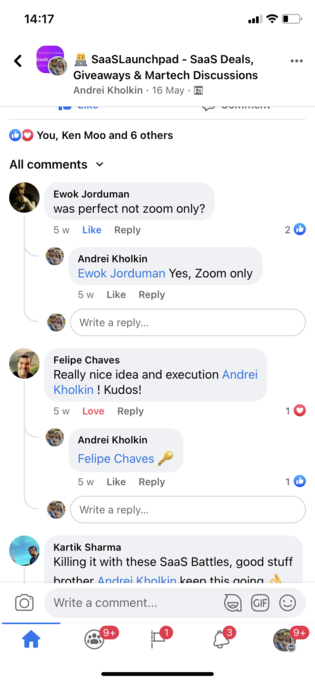 14:17
SaaSLaunchpad - SaaS Deals,
Giveaways & Martech Discussions
Andrei Kholkin · 16 May ·
Like Comment
You, Ken Moo and 6 others
All comments
Ewok Jorduman
was perfect not zoom only?
5 w Like Reply 2
Andrei Kholkin
Ewok Jorduman Yes, Zoom only
5 w Like Reply
Write a reply...
Felipe Chaves
Really nice idea and execution Andrei
Kholkin ! Kudos!
5 w Love Reply 1
Andrei Kholkin
Felipe Chaves 🔑
5 w Like Reply 1
Write a reply...
Kartik Sharma
Killing it with these SaaS Battles, good stuff
brother Andrei Kholkin keep this going 👌
Write a comment... GIF
9+ 1 3 9+